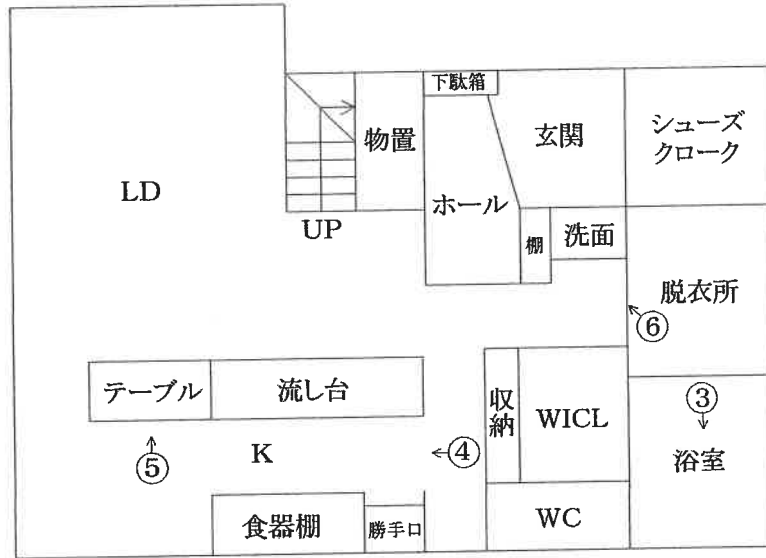 下駄箱
物置
玄関
シューズ
クローク
LD
ホール
UP
棚
洗面
脱衣所
⑥
テーブル
流し台
収納
WICL
③
⑤
K
④
浴室
食器棚
勝手口
WC